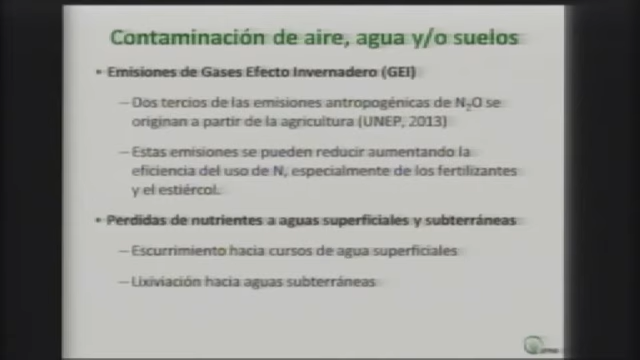 Contaminación de aire, agua y/o suelos
• Emisiones de Gases Efecto Invernadero (GEI)
– Dos tercios de las emisiones antropogénicas de N₂O se
originan a partir de la agricultura (UNEP, 2013)
– Estas emisiones se pueden reducir aumentando la
eficiencia del uso de N, especialmente de los fertilizantes
y el estiércol.
• Perdidas de nutrientes a aguas superficiales y subterráneas
– Escurrimiento hacia cursos de agua superficiales
– Lixiviación hacia aguas subterráneas